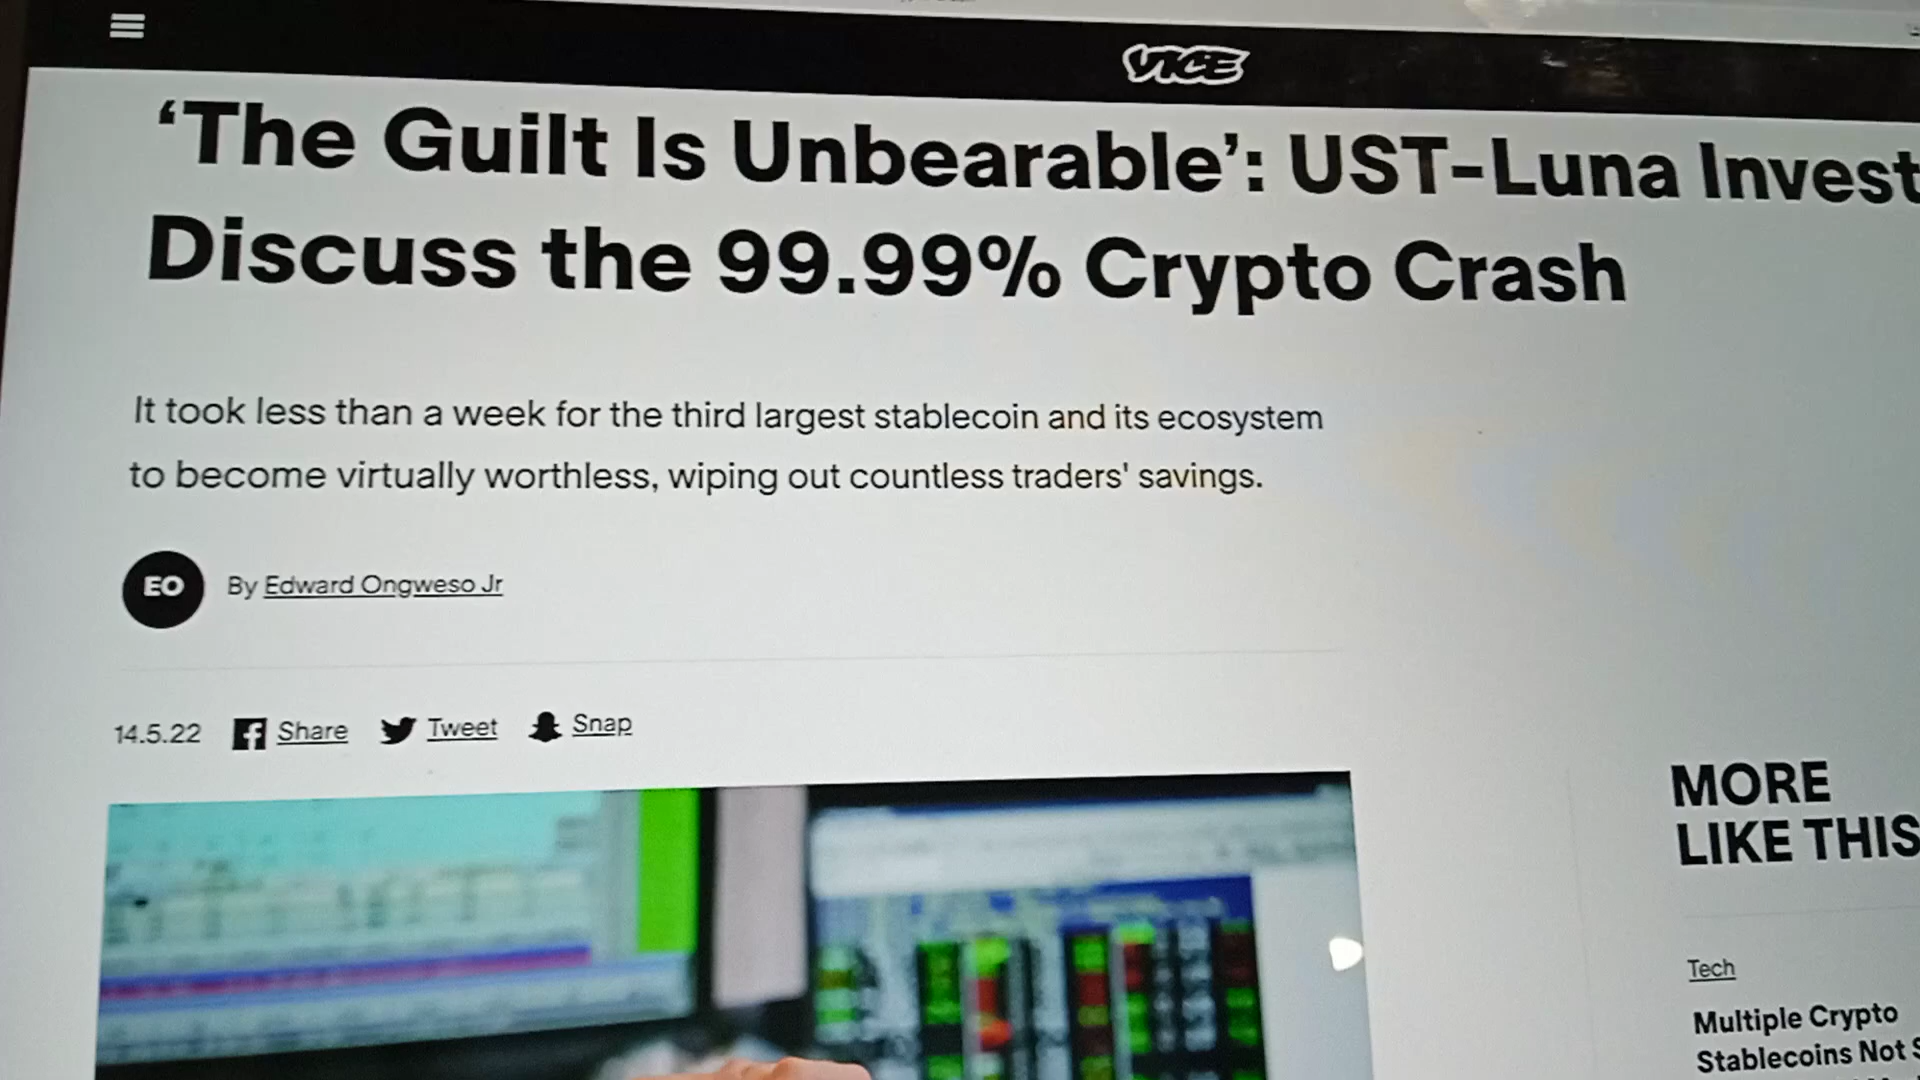 VICE
‘The Guilt Is Unbearable’: UST-Luna Invest
Discuss the 99.99% Crypto Crash
It took less than a week for the third largest stablecoin and its ecosystem
to become virtually worthless, wiping out countless traders' savings.
EO By Edward Ongweso Jr
14.5.22 Share Tweet Snap
MORE
LIKE THIS
Tech
Multiple Crypto
Stablecoins Not